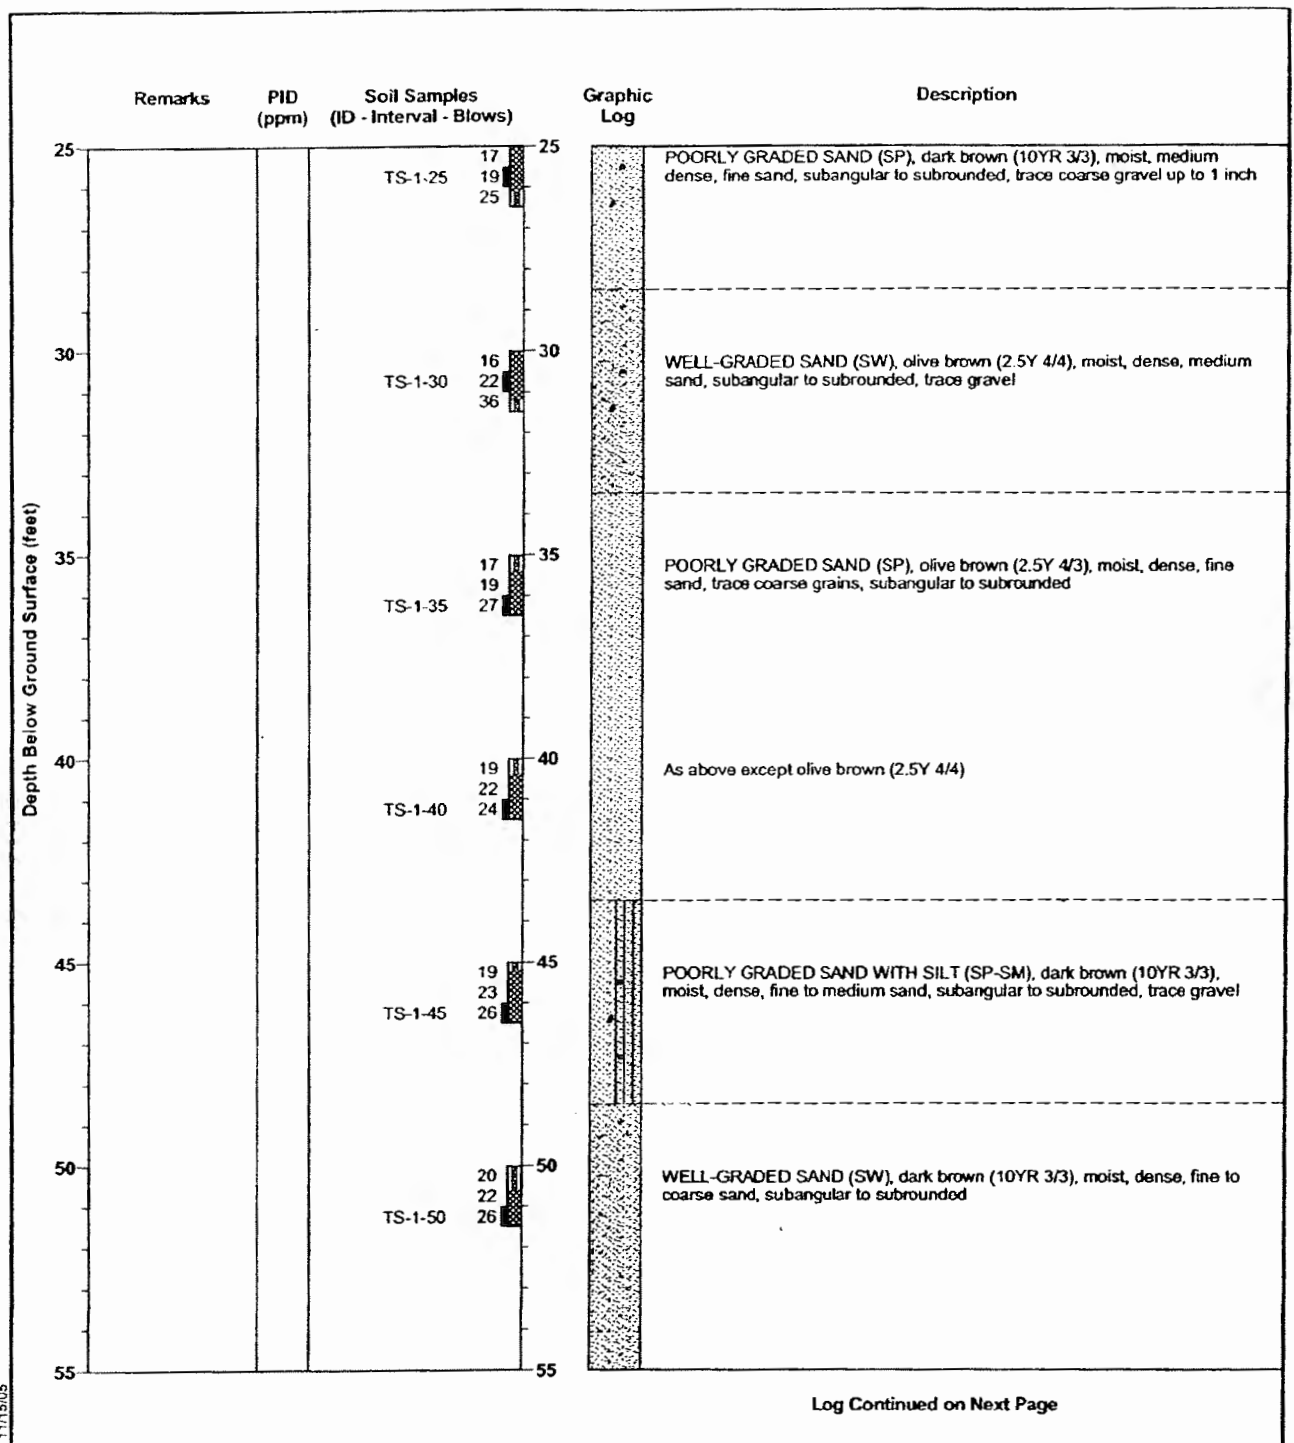 Remarks PID (ppm) Soil Samples (ID - Interval - Blows) Graphic Log Description
25 25
17
TS-1-25 19
25
POORLY GRADED SAND (SP), dark brown (10YR 3/3), moist, medium
dense, fine sand, subangular to subrounded, trace coarse gravel up to 1 inch
30 30
16
TS-1-30 22
36
WELL-GRADED SAND (SW), olive brown (2.5Y 4/4), moist, dense, medium
sand, subangular to subrounded, trace gravel
Depth Below Ground Surface (feet)
35 35
17
19
TS-1-35 27
POORLY GRADED SAND (SP), olive brown (2.5Y 4/3), moist, dense, fine
sand, trace coarse grains, subangular to subrounded
40 40
19
22
TS-1-40 24
As above except olive brown (2.5Y 4/4)
45 45
19
23
TS-1-45 26
POORLY GRADED SAND WITH SILT (SP-SM), dark brown (10YR 3/3),
moist, dense, fine to medium sand, subangular to subrounded, trace gravel
50 50
20
22
TS-1-50 26
WELL-GRADED SAND (SW), dark brown (10YR 3/3), moist, dense, fine to
coarse sand, subangular to subrounded
55 55
Log Continued on Next Page
11/15/05